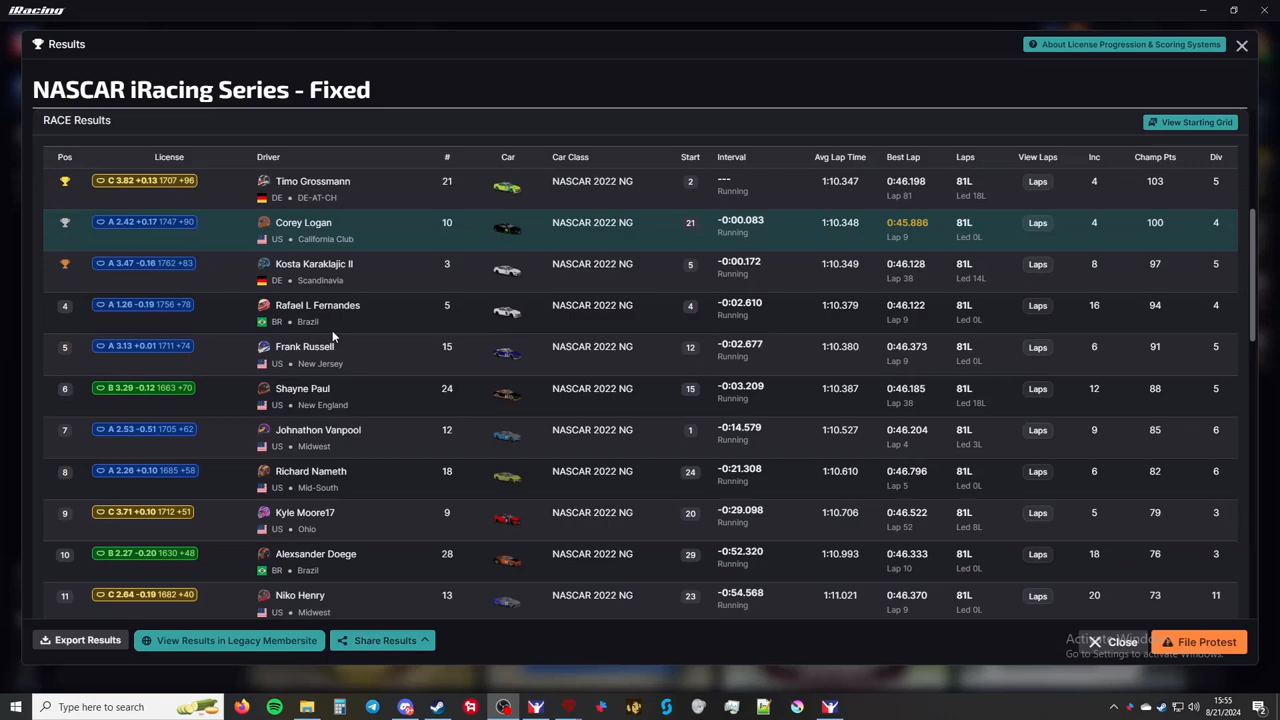 iRacing
Results
About License Progression & Scoring Systems
NASCAR iRacing Series - Fixed
RACE Results
View Starting Grid
Pos License Driver # Car Car Class Start Interval Avg Lap Time Best Lap Laps View Laps Inc Champ Pts Div
C 3.82 +0.13 1707 +96 Timo Grossmann 21 NASCAR 2022 NG 2 --- 1:10.347 0:46.198 81L Laps 4 103 5
DE • DE-AT-CH Running Lap 81 Led 18L
A 2.42 +0.17 1747 +90 Corey Logan 10 NASCAR 2022 NG 21 -0:00.083 1:10.348 0:45.886 81L Laps 4 100 4
US • California Club Running Lap 9 Led 0L
A 3.47 -0.16 1762 +83 Kosta Karaklajic II 3 NASCAR 2022 NG 5 -0:00.172 1:10.349 0:46.128 81L Laps 8 97 5
DE • Scandinavia Running Lap 38 Led 14L
4 A 1.26 -0.19 1756 +78 Rafael L Fernandes 5 NASCAR 2022 NG 4 -0:02.610 1:10.379 0:46.122 81L Laps 16 94 4
BR • Brazil Running Lap 9 Led 0L
5 A 3.13 +0.01 1711 +74 Frank Russell 15 NASCAR 2022 NG 12 -0:02.677 1:10.380 0:46.373 81L Laps 6 91 5
US • New Jersey Running Lap 9 Led 0L
6 B 3.29 -0.12 1663 +70 Shayne Paul 24 NASCAR 2022 NG 15 -0:03.209 1:10.387 0:46.185 81L Laps 12 88 5
US • New England Running Lap 38 Led 18L
7 A 2.53 -0.51 1705 +62 Johnathon Vanpool 12 NASCAR 2022 NG 1 -0:14.579 1:10.527 0:46.204 81L Laps 9 85 6
US • Midwest Running Lap 4 Led 3L
8 A 2.26 +0.10 1685 +58 Richard Nameth 18 NASCAR 2022 NG 24 -0:21.308 1:10.610 0:46.796 81L Laps 6 82 6
US • Mid-South Running Lap 5 Led 0L
9 C 3.71 +0.10 1712 +51 Kyle Moore17 9 NASCAR 2022 NG 20 -0:29.098 1:10.706 0:46.522 81L Laps 5 79 3
US • Ohio Running Lap 52 Led 8L
10 B 2.27 -0.20 1630 +48 Alexsander Doege 28 NASCAR 2022 NG 29 -0:52.320 1:10.993 0:46.333 81L Laps 18 76 3
BR • Brazil Running Lap 10 Led 0L
11 C 2.64 -0.19 1682 +40 Niko Henry 13 NASCAR 2022 NG 23 -0:54.568 1:11.021 0:46.370 81L Laps 20 73 11
US • Midwest Running Lap 9 Led 0L
Export Results View Results in Legacy Membersite Share Results Close File Protest
Activate Windows
Go to Settings to activate Windows.
Type here to search
15:55
8/21/2024
2